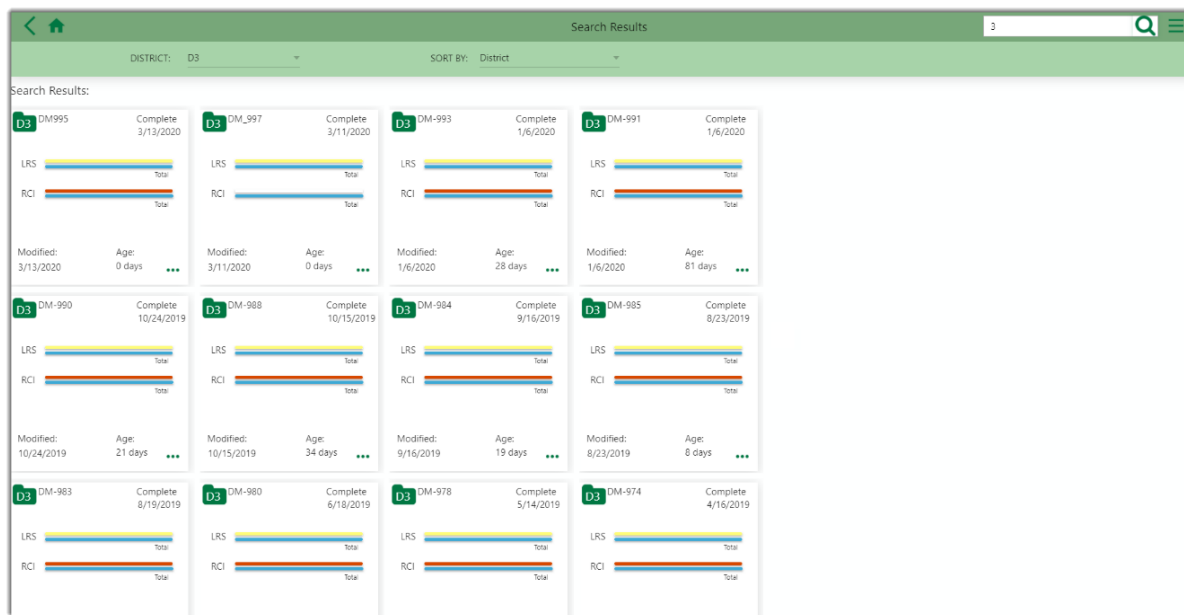 Search Results
3
DISTRICT: D3 SORT BY: District
Search Results:
D3 DM995 Complete 3/13/2020
LRS
Total
RCI
Total
Modified: 3/13/2020
Age: 0 days
D3 DM_997 Complete 3/11/2020
LRS
Total
RCI
Total
Modified: 3/11/2020
Age: 0 days
D3 DM-993 Complete 1/6/2020
LRS
Total
RCI
Total
Modified: 1/6/2020
Age: 28 days
D3 DM-991 Complete 1/6/2020
LRS
Total
RCI
Total
Modified: 1/6/2020
Age: 81 days
D3 DM-990 Complete 10/24/2019
LRS
Total
RCI
Total
Modified: 10/24/2019
Age: 21 days
D3 DM-988 Complete 10/15/2019
LRS
Total
RCI
Total
Modified: 10/15/2019
Age: 34 days
D3 DM-984 Complete 9/16/2019
LRS
Total
RCI
Total
Modified: 9/16/2019
Age: 19 days
D3 DM-985 Complete 8/23/2019
LRS
Total
RCI
Total
Modified: 8/23/2019
Age: 8 days
D3 DM-983 Complete 8/19/2019
LRS
Total
RCI
Total
D3 DM-980 Complete 6/18/2019
LRS
Total
RCI
Total
D3 DM-978 Complete 5/14/2019
LRS
Total
RCI
Total
D3 DM-974 Complete 4/16/2019
LRS
Total
RCI
Total